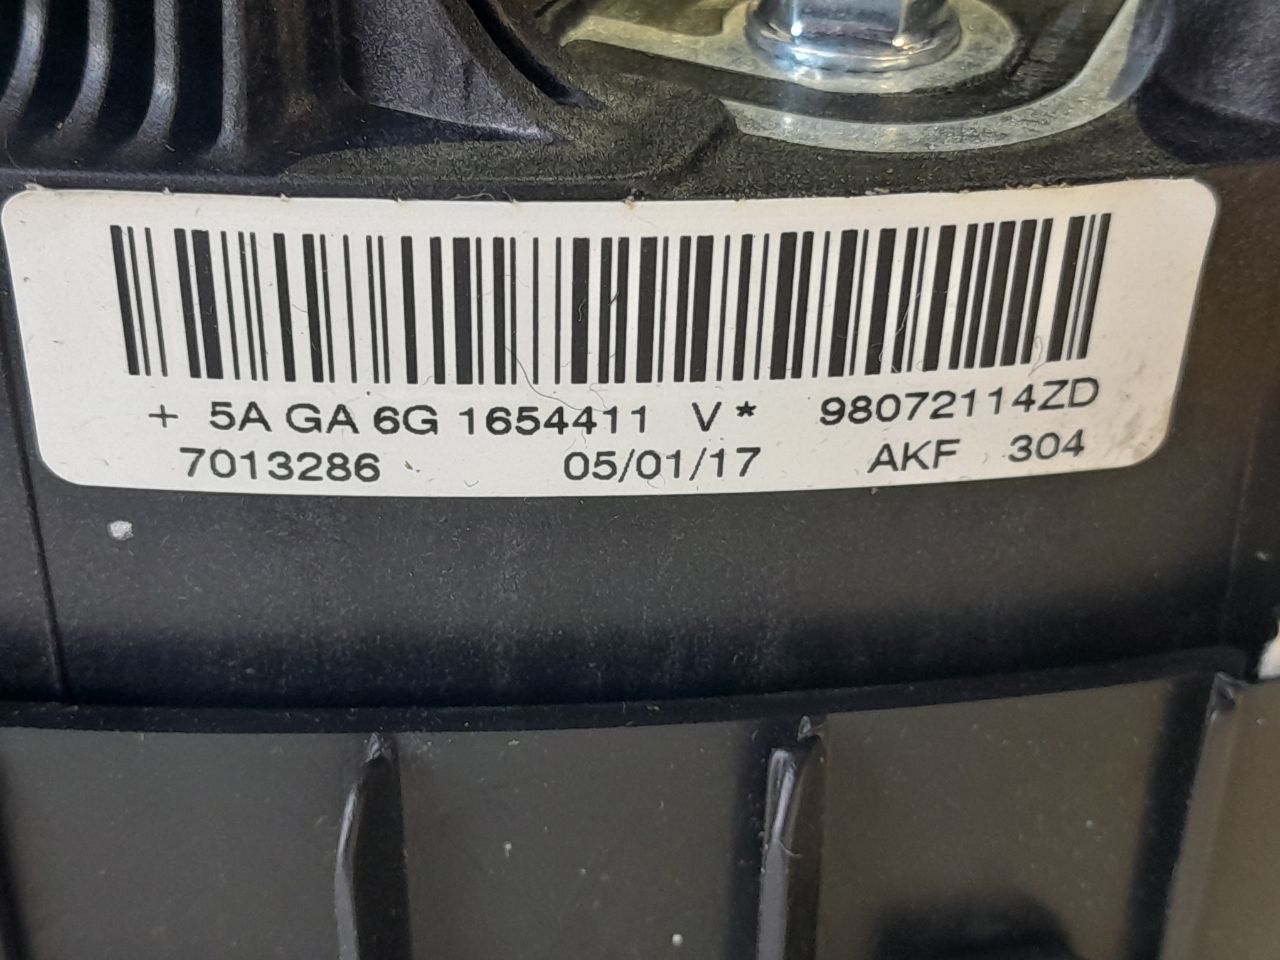 + 5A GA 6G 1654411 V * 98072114ZD
7013286 05/01/17 AKF 304